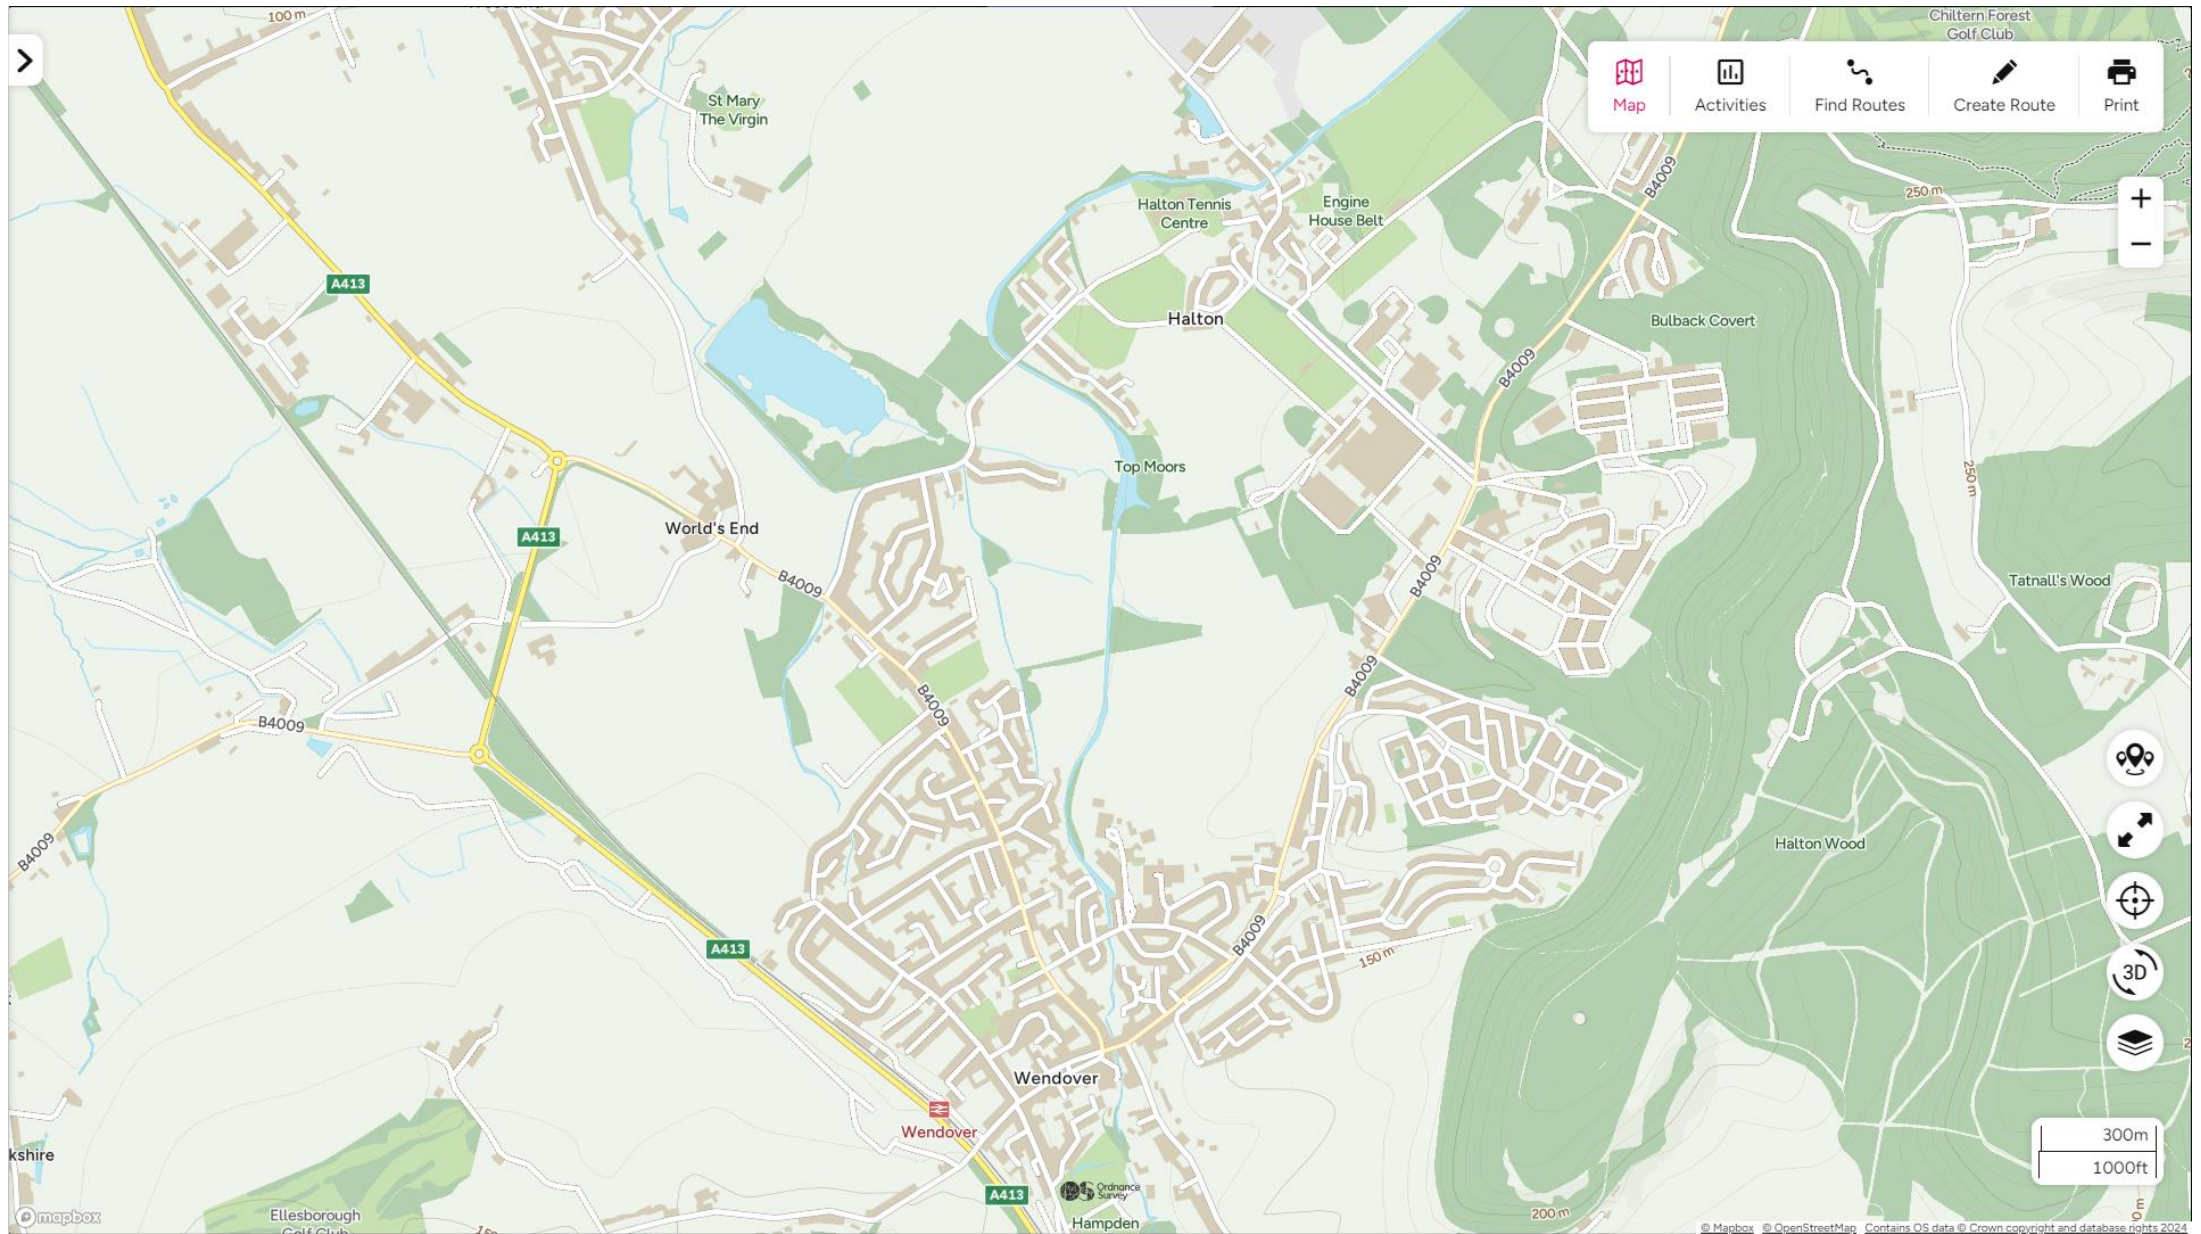 100 m
Chiltern Forest
Golf Club
Map
Activities
Find Routes
Create Route
Print
St Mary
The Virgin
B4009
250 m
+
−
Halton Tennis
Centre
Engine
House Belt
A413
Halton
Bulback Covert
B4009
Top Moors
250 m
World's End
A413
B4009
B4009
Tatnall's Wood
B4009
B4009
B4009
Halton Wood
B4009
A413
B4009
150 m
3D
Wendover
Wendover
300m
1000ft
kshire
A413
Ordnance
Survey
mapbox
Ellesborough
Golf Club
Hampden
200 m
© Mapbox © OpenStreetMap Contains OS data © Crown copyright and database rights 2024